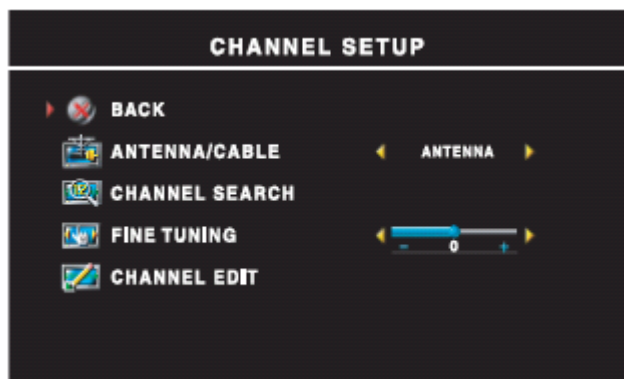 CHANNEL SETUP
BACK
ANTENNA/CABLE ANTENNA
CHANNEL SEARCH
FINE TUNING
- 0 +
CHANNEL EDIT